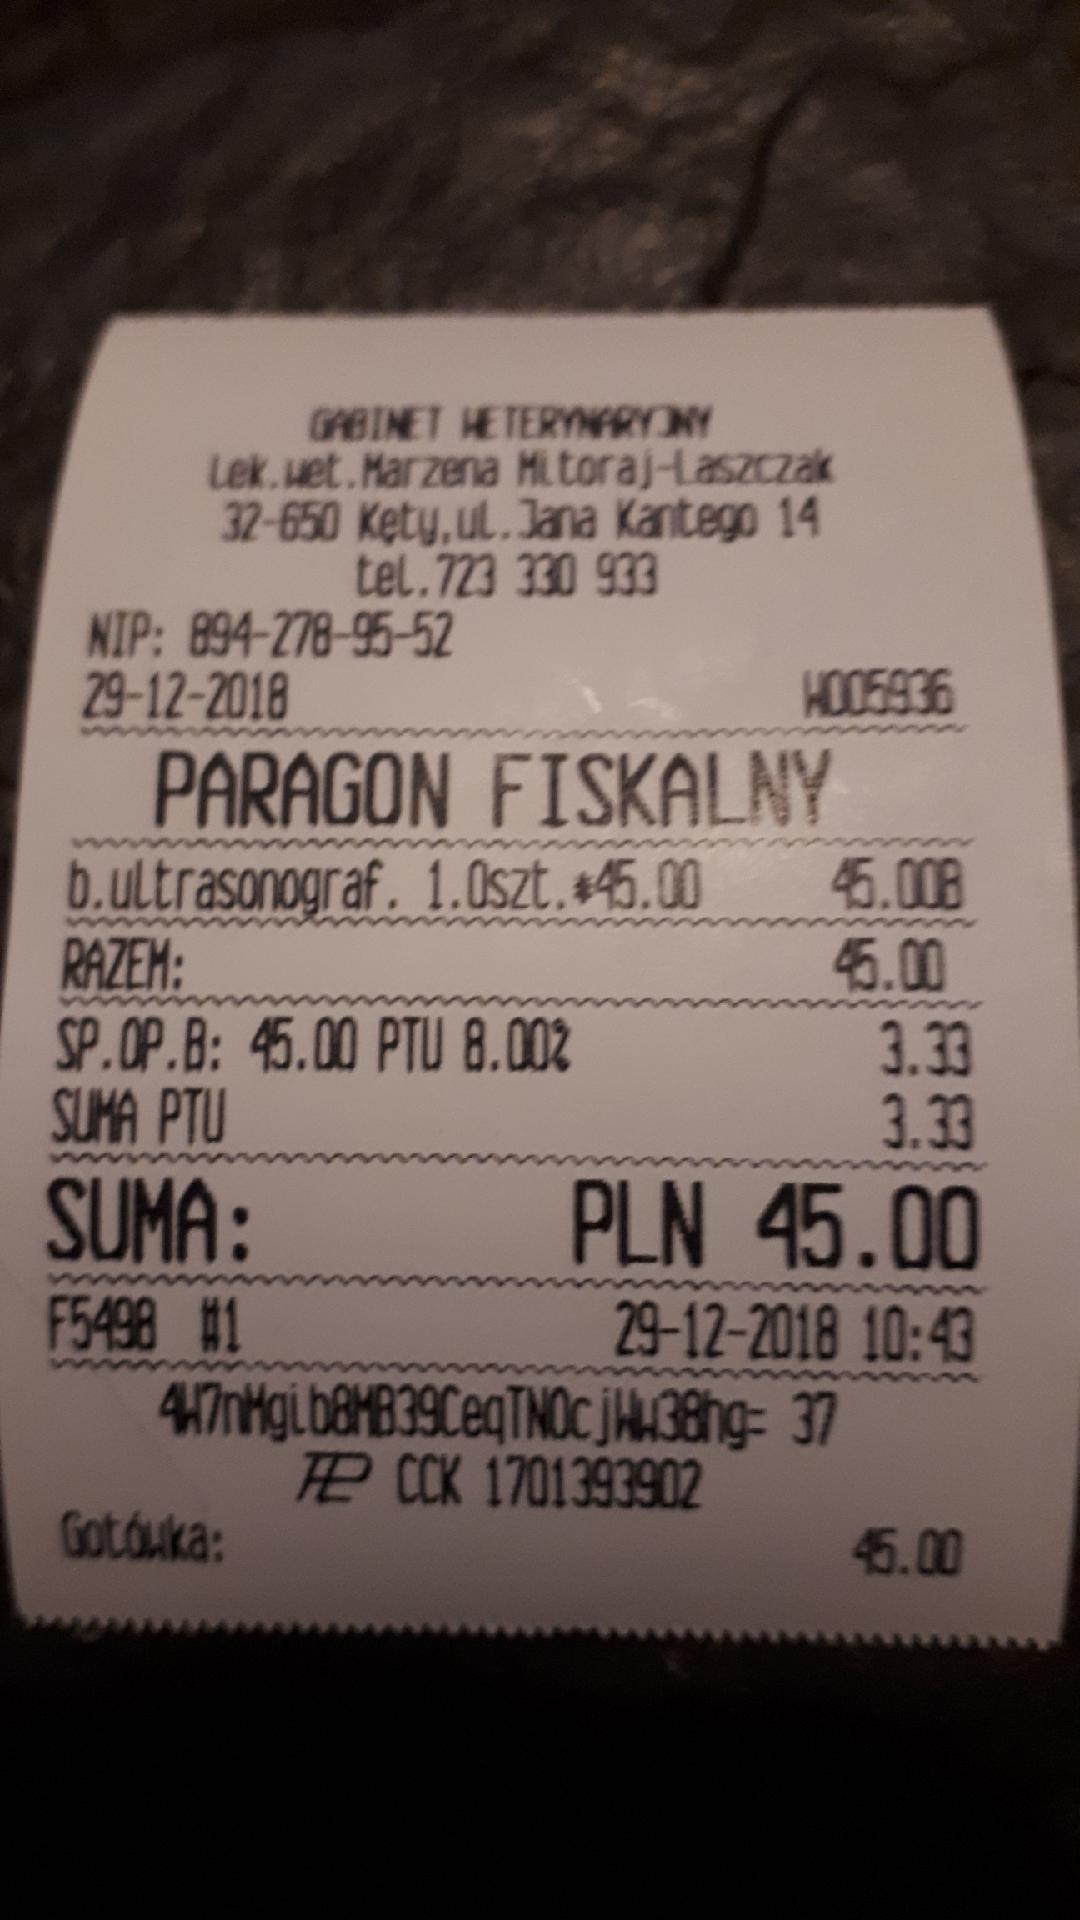 GABINET WETERYNARYJNY
Lek.wet.Marzena Mitoraj-Laszczak
32-650 Kęty,ul.Jana Kantego 14
tel.723 330 933
NIP: 894-278-95-52
29-12-2018 W005936
PARAGON FISKALNY
b.ultrasonograf. 1.0szt.*45.00 45.00B
RAZEM: 45.00
SP.OP.B: 45.00 PTU 8.00% 3.33
SUMA PTU 3.33
SUMA: PLN 45.00
F5498 #1 29-12-2018 10:43
4W7nMgib8MB39CeqTNOcjWw38hg= 37
CCK 1701393902
Gotówka: 45.00